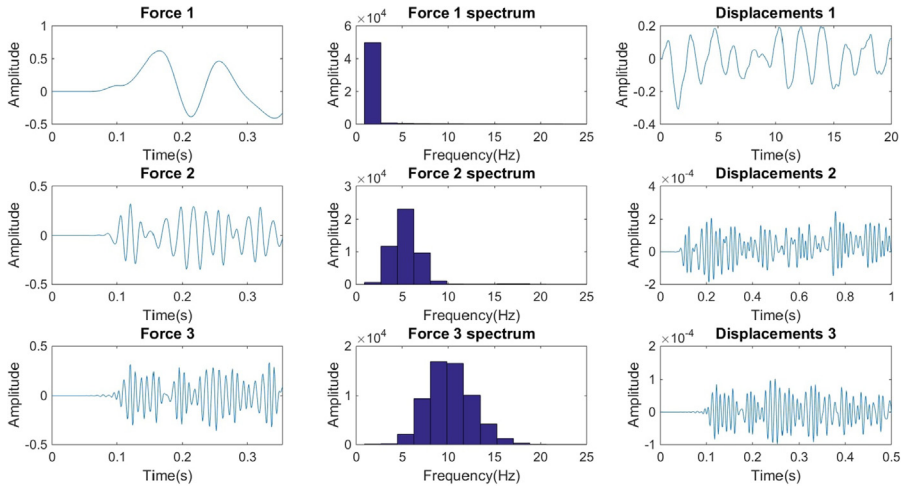 Force 1
Amplitude
1
0.5
0
-0.5
0 0.1 0.2 0.3
Time(s)
Force 1 spectrum
×10^4
Amplitude
6
4
2
0
0 5 10 15 20 25
Frequency(Hz)
Displacements 1
Amplitude
0.2
0
-0.2
-0.4
0 5 10 15 20
Time(s)
Force 2
Amplitude
0.5
0
-0.5
0 0.1 0.2 0.3
Time(s)
Force 2 spectrum
×10^4
Amplitude
3
2
1
0
0 5 10 15 20 25
Frequency(Hz)
Displacements 2
×10^-4
Amplitude
4
2
0
-2
0 0.2 0.4 0.6 0.8 1
Time(s)
Force 3
Amplitude
0.5
0
-0.5
0 0.1 0.2 0.3
Time(s)
Force 3 spectrum
×10^4
Amplitude
2
1
0
0 5 10 15 20 25
Frequency(Hz)
Displacements 3
×10^-4
Amplitude
2
1
0
-1
0 0.1 0.2 0.3 0.4 0.5
Time(s)